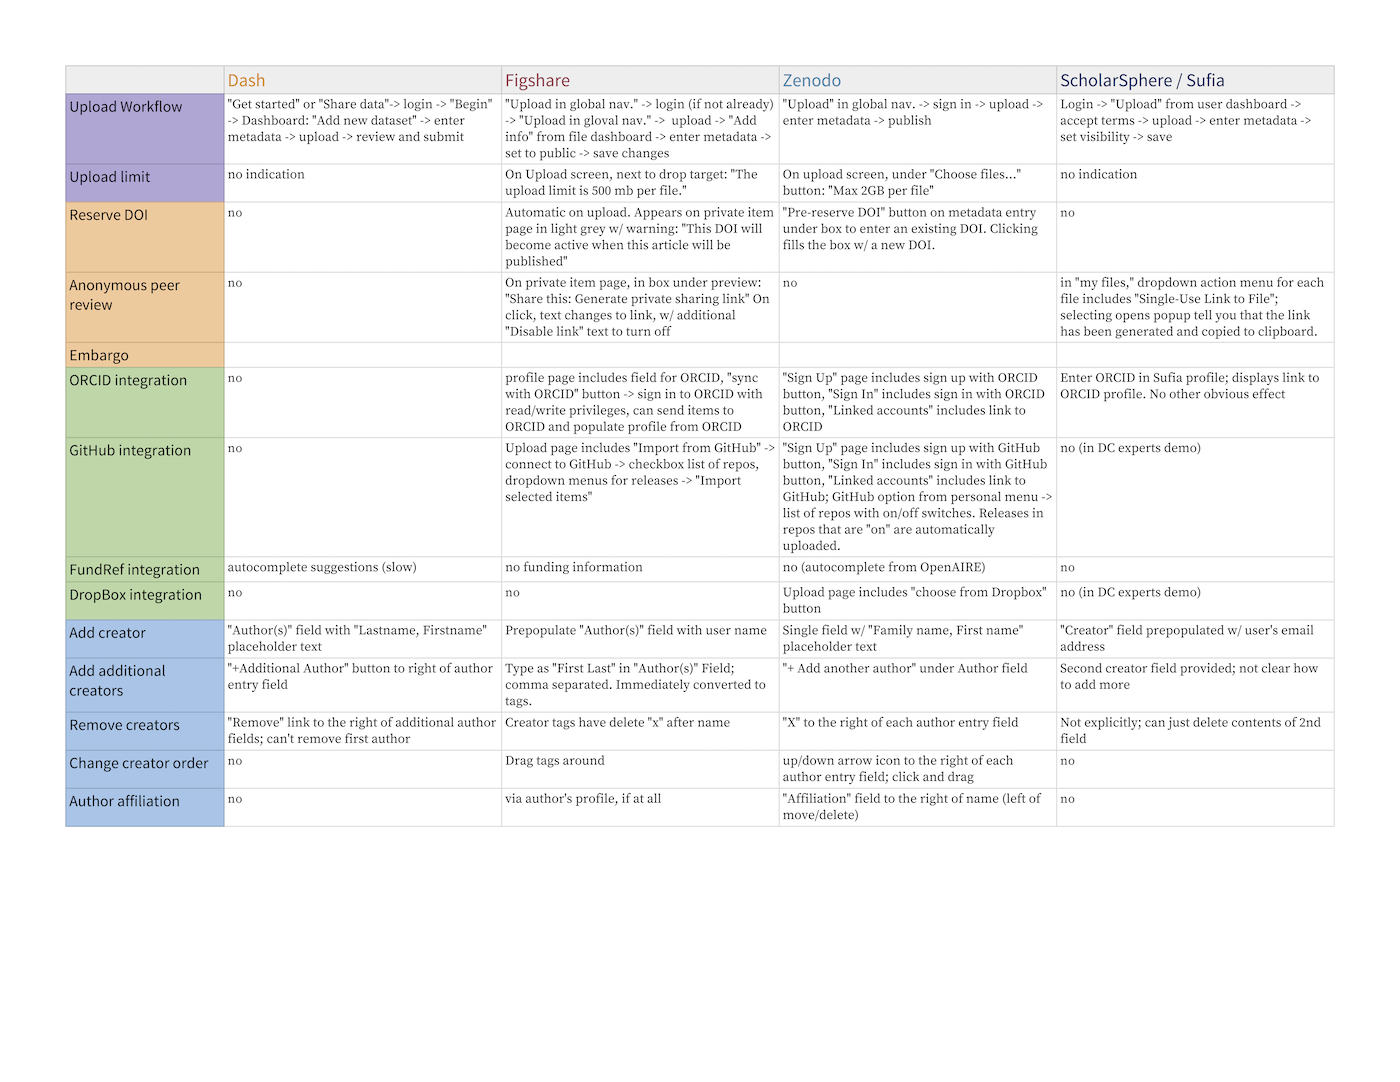 Dash Figshare Zenodo ScholarSphere / Sufia
Upload Workflow
"Get started" or "Share data"-> login -> "Begin"
-> Dashboard: "Add new dataset" -> enter
metadata -> upload -> review and submit
"Upload in global nav." -> login (if not already)
-> "Upload in gloval nav." -> upload -> "Add
info" from file dashboard -> enter metadata ->
set to public -> save changes
"Upload" in global nav. -> sign in -> upload ->
enter metadata -> publish
Login -> "Upload" from user dashboard ->
accept terms -> upload -> enter metadata ->
set visibility -> save
Upload limit
no indication
On Upload screen, next to drop target: "The
upload limit is 500 mb per file."
On upload screen, under "Choose files..."
button: "Max 2GB per file"
no indication
Reserve DOI
no
Automatic on upload. Appears on private item
page in light grey w/ warning: "This DOI will
become active when this article will be
published"
"Pre-reserve DOI" button on metadata entry
under box to enter an existing DOI. Clicking
fills the box w/ a new DOI.
no
Anonymous peer
review
no
On private item page, in box under preview:
"Share this: Generate private sharing link" On
click, text changes to link, w/ additional
"Disable link" text to turn off
no
in "my files," dropdown action menu for each
file includes "Single-Use Link to File";
selecting opens popup tell you that the link
has been generated and copied to clipboard.
Embargo
ORCID integration
no
profile page includes field for ORCID, "sync
with ORCID" button -> sign in to ORCID with
read/write privileges, can send items to
ORCID and populate profile from ORCID
"Sign Up" page includes sign up with ORCID
button, "Sign In" includes sign in with ORCID
button, "Linked accounts" includes link to
ORCID
Enter ORCID in Sufia profile; displays link to
ORCID profile. No other obvious effect
GitHub integration
no
Upload page includes "Import from GitHub" ->
connect to GitHub -> checkbox list of repos,
dropdown menus for releases -> "Import
selected items"
"Sign Up" page includes sign up with GitHub
button, "Sign In" includes sign in with GitHub
button, "Linked accounts" includes link to
GitHub; GitHub option from personal menu ->
list of repos with on/off switches. Releases in
repos that are "on" are automatically
uploaded.
no (in DC experts demo)
FundRef integration
autocomplete suggestions (slow)
no funding information
no (autocomplete from OpenAIRE)
no
DropBox integration
no
no
Upload page includes "choose from Dropbox"
button
no (in DC experts demo)
Add creator
"Author(s)" field with "Lastname, Firstname"
placeholder text
Prepopulate "Author(s)" field with user name
Single field w/ "Family name, First name"
placeholder text
"Creator" field prepopulated w/ user's email
address
Add additional
creators
"+Additional Author" button to right of author
entry field
Type as "First Last" in "Author(s)" Field;
comma separated. Immediately converted to
tags.
"+ Add another author" under Author field
Second creator field provided; not clear how
to add more
Remove creators
"Remove" link to the right of additional author
fields; can't remove first author
Creator tags have delete "x" after name
"X" to the right of each author entry field
Not explicitly; can just delete contents of 2nd
field
Change creator order
no
Drag tags around
up/down arrow icon to the right of each
author entry field; click and drag
no
Author affiliation
no
via author's profile, if at all
"Affiliation" field to the right of name (left of
move/delete)
no